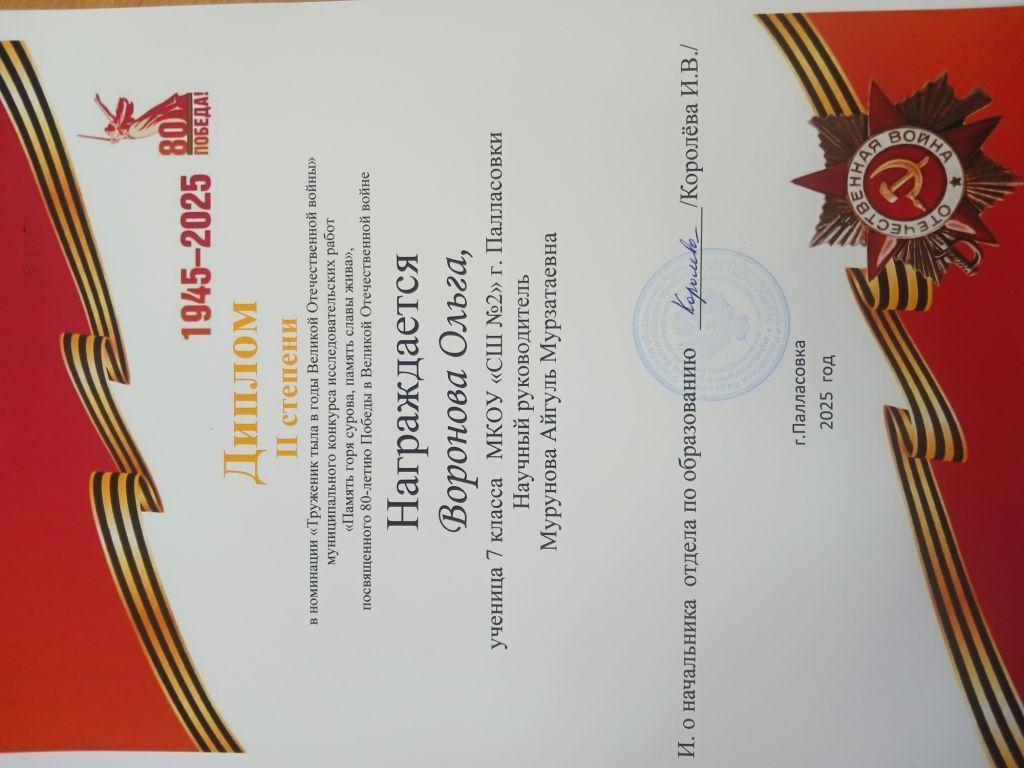 1945–2025
80
ПОБЕДА!
Диплом
II степени
в номинации «Труженик тыла в годы Великой Отечественной войны»
муниципального конкурса исследовательских работ
«Память горя сурова, память славы жива»,
посвященного 80-летию Победы в Великой Отечественной войне
Награждается
Воронова Ольга,
ученица 7 класса МКОУ «СШ №2» г. Палласовки
Научный руководитель
Мурунова Айгуль Мурзатаевна
И. о начальника отдела по образованию /Королёва И.В./
г.Палласовка
2025 год
ОТЕЧЕСТВЕННАЯ ВОЙНА